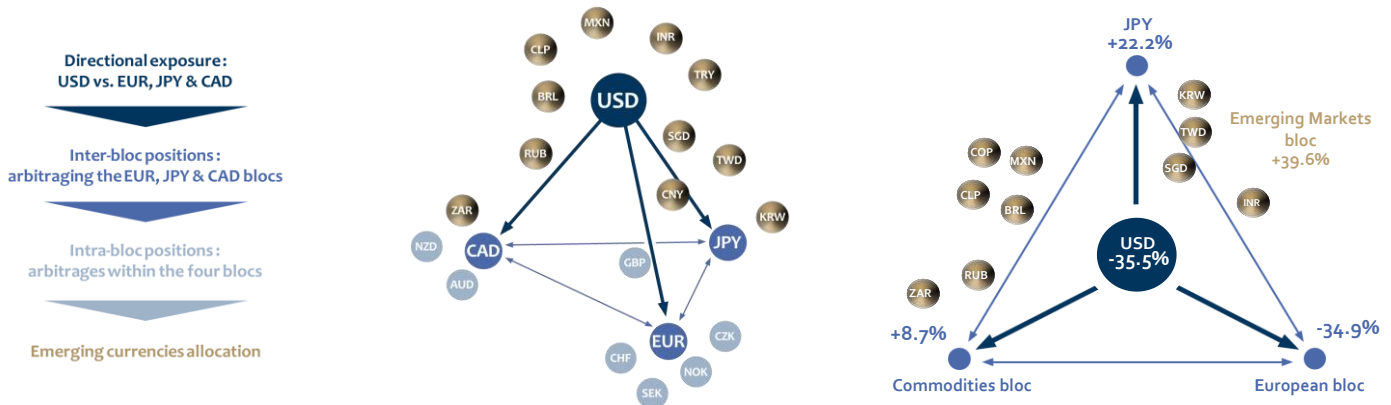 Directional exposure :
USD vs. EUR, JPY & CAD
Inter-bloc positions :
arbitraging the EUR, JPY & CAD blocs
Intra-bloc positions :
arbitrages within the four blocs
Emerging currencies allocation
MXN
INR
CLP
TRY
BRL
USD
SGD
RUB
TWD
CNY
ZAR
KRW
NZD
CAD
JPY
GBP
AUD
EUR
CZK
CHF
NOK
SEK
JPY
+22.2%
KRW
Emerging Markets
bloc
+39.6%
TWD
COP
MXN
SGD
CLP
BRL
INR
USD
-35.5%
RUB
ZAR
+8.7%
-34.9%
Commodities bloc
European bloc